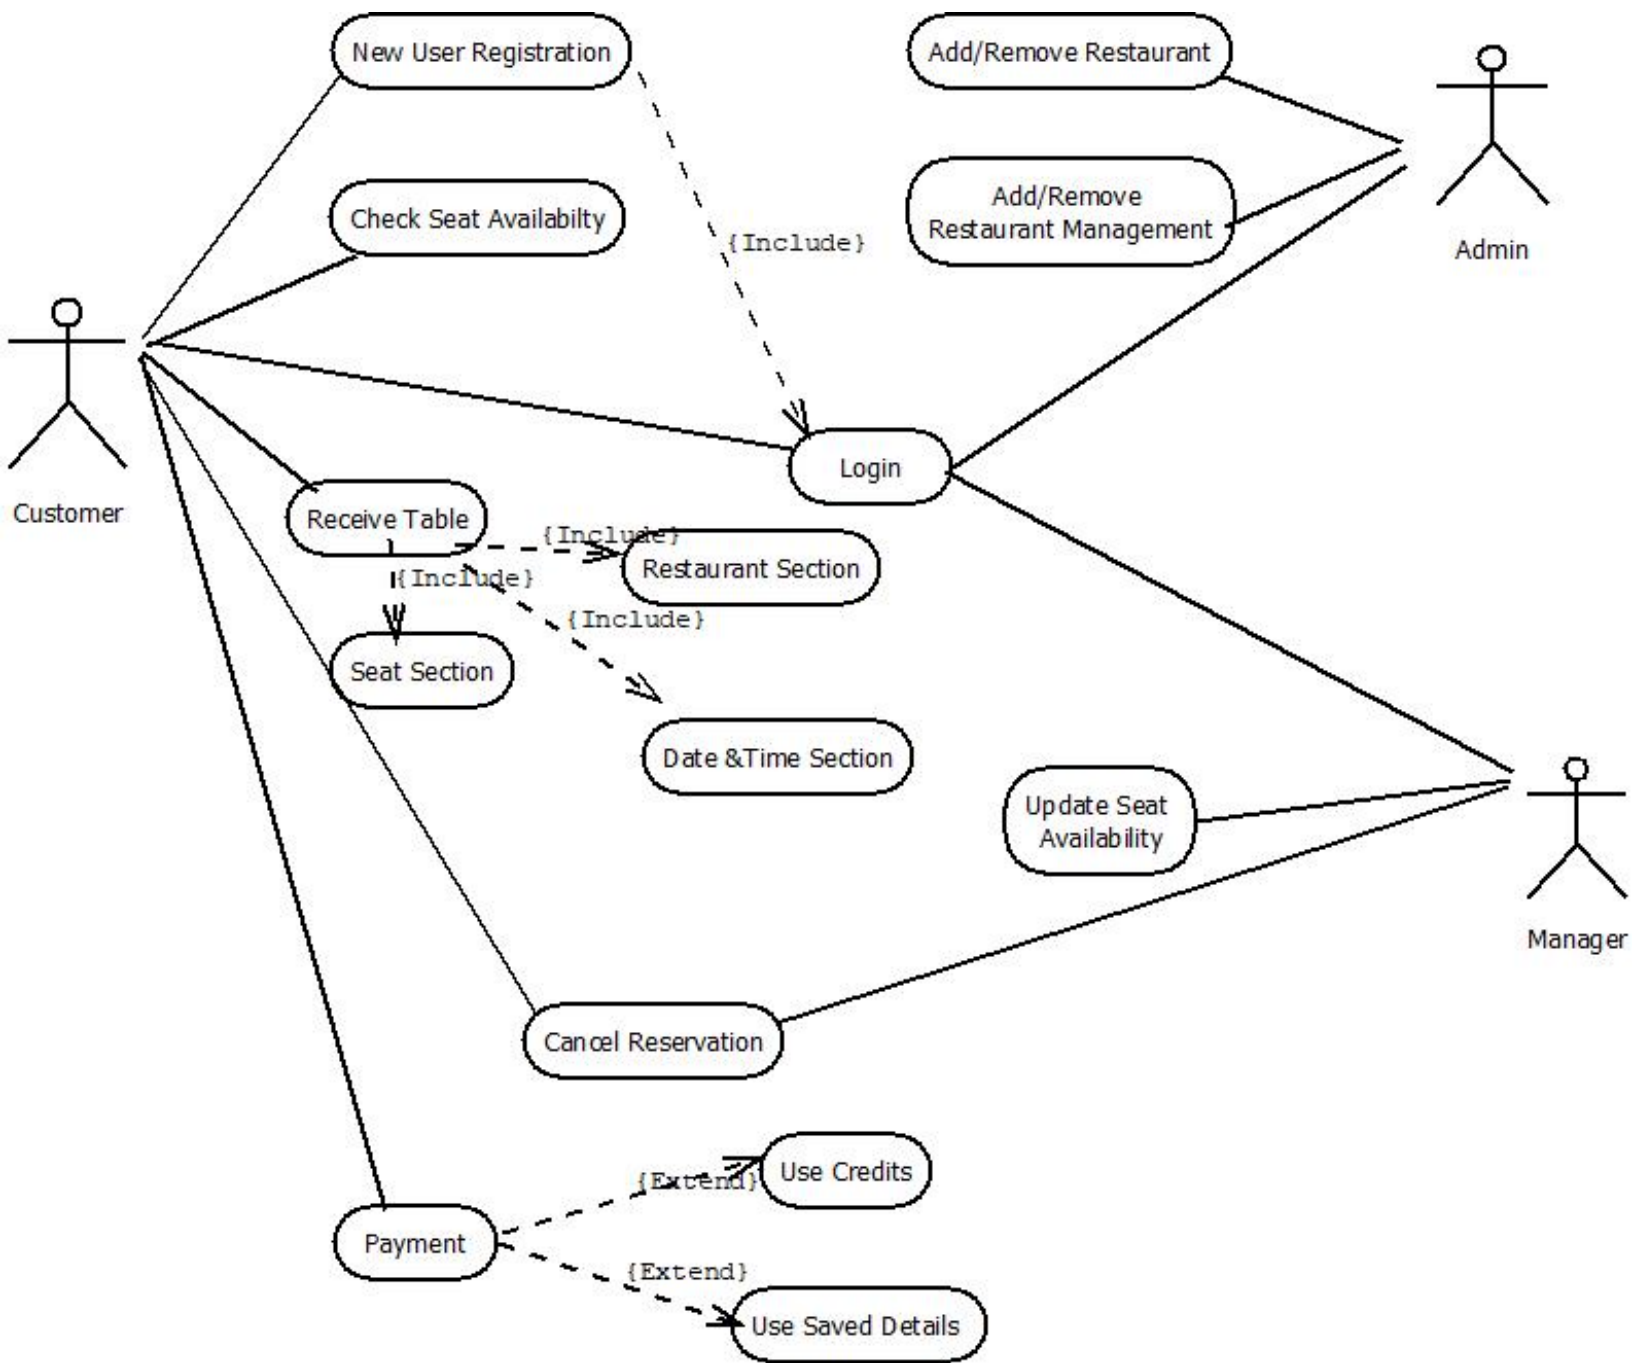 New User Registration
Add/Remove Restaurant
Check Seat Availabilty
Add/Remove
Restaurant Management
{Include}
Admin
Login
Customer
Receive Table
{Include}
Restaurant Section
{Include}
{Include}
Seat Section
Date &Time Section
Update Seat
Availability
Manager
Cancel Reservation
Use Credits
{Extend}
Payment
{Extend}
Use Saved Details